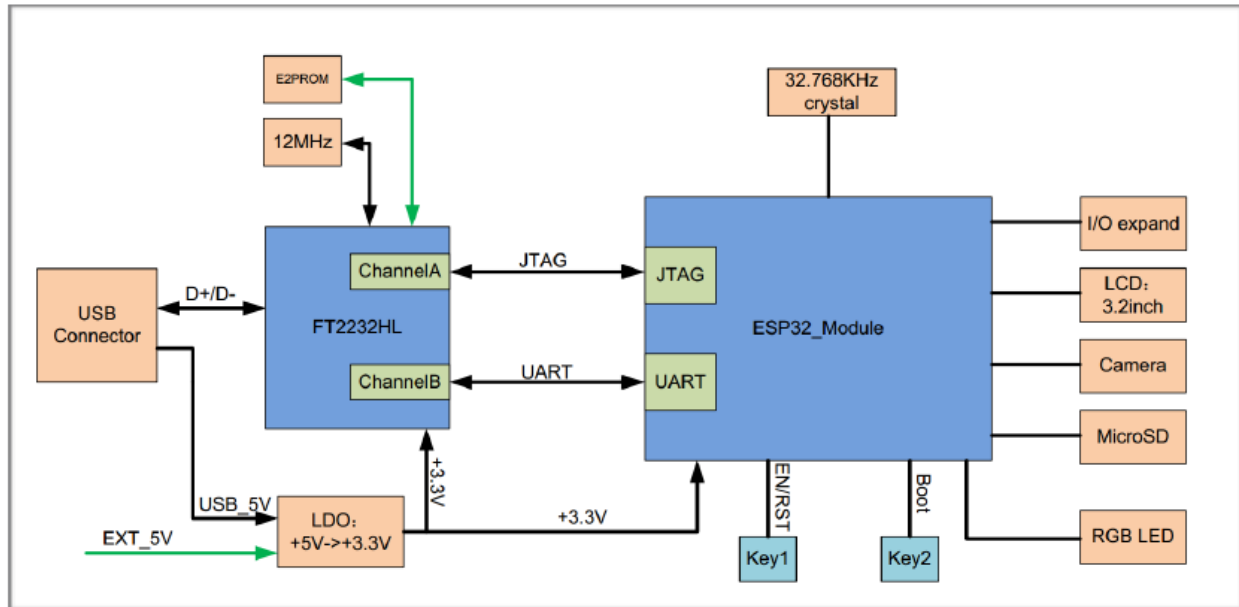 E2PROM
12MHz
32.768KHz
crystal
USB
Connector
D+/D-
FT2232HL
ChannelA
ChannelB
JTAG
UART
JTAG
UART
ESP32_Module
I/O expand
LCD：
3.2inch
Camera
MicroSD
RGB LED
USB_5V
EXT_5V
LDO：
+5V->+3.3V
+3.3V
+3.3V
EN/RST
Boot
Key1
Key2